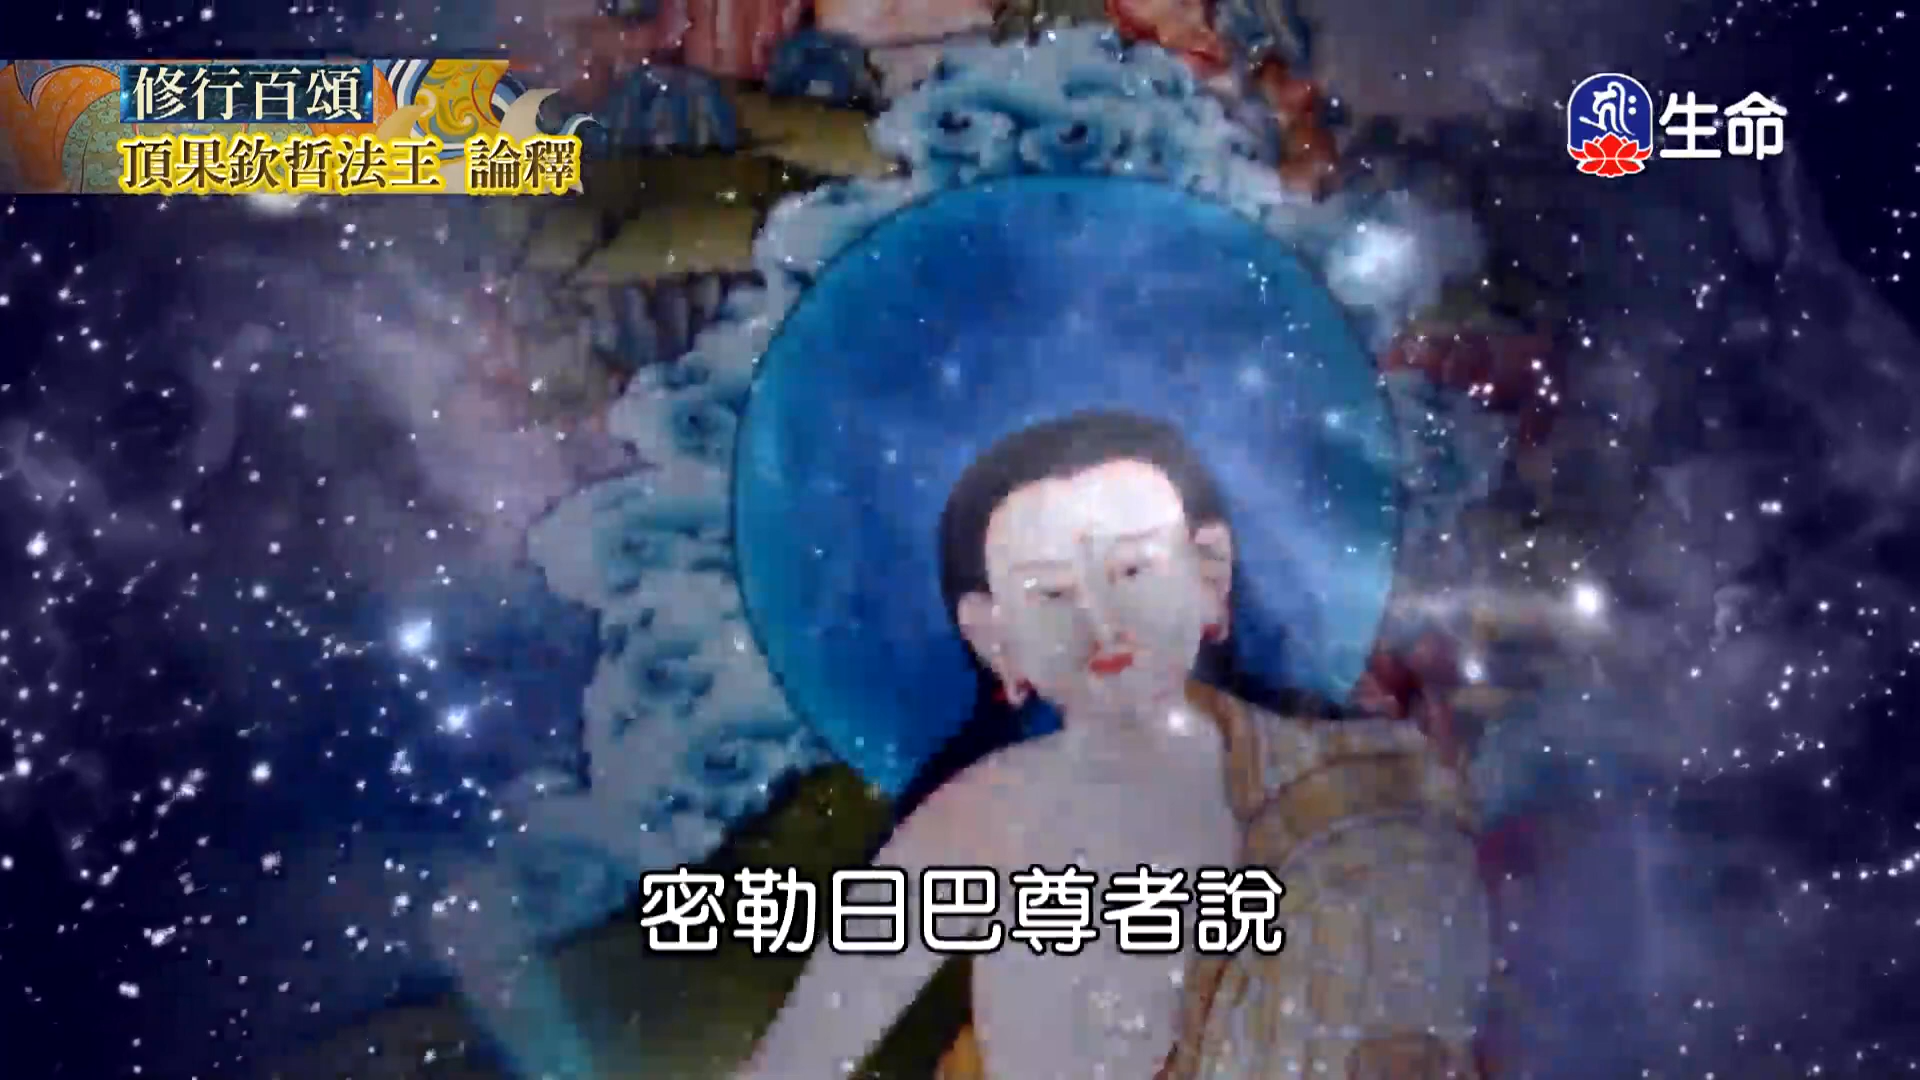 修行百頌
頂果欽哲法王 論釋
生命
密勒日巴尊者說